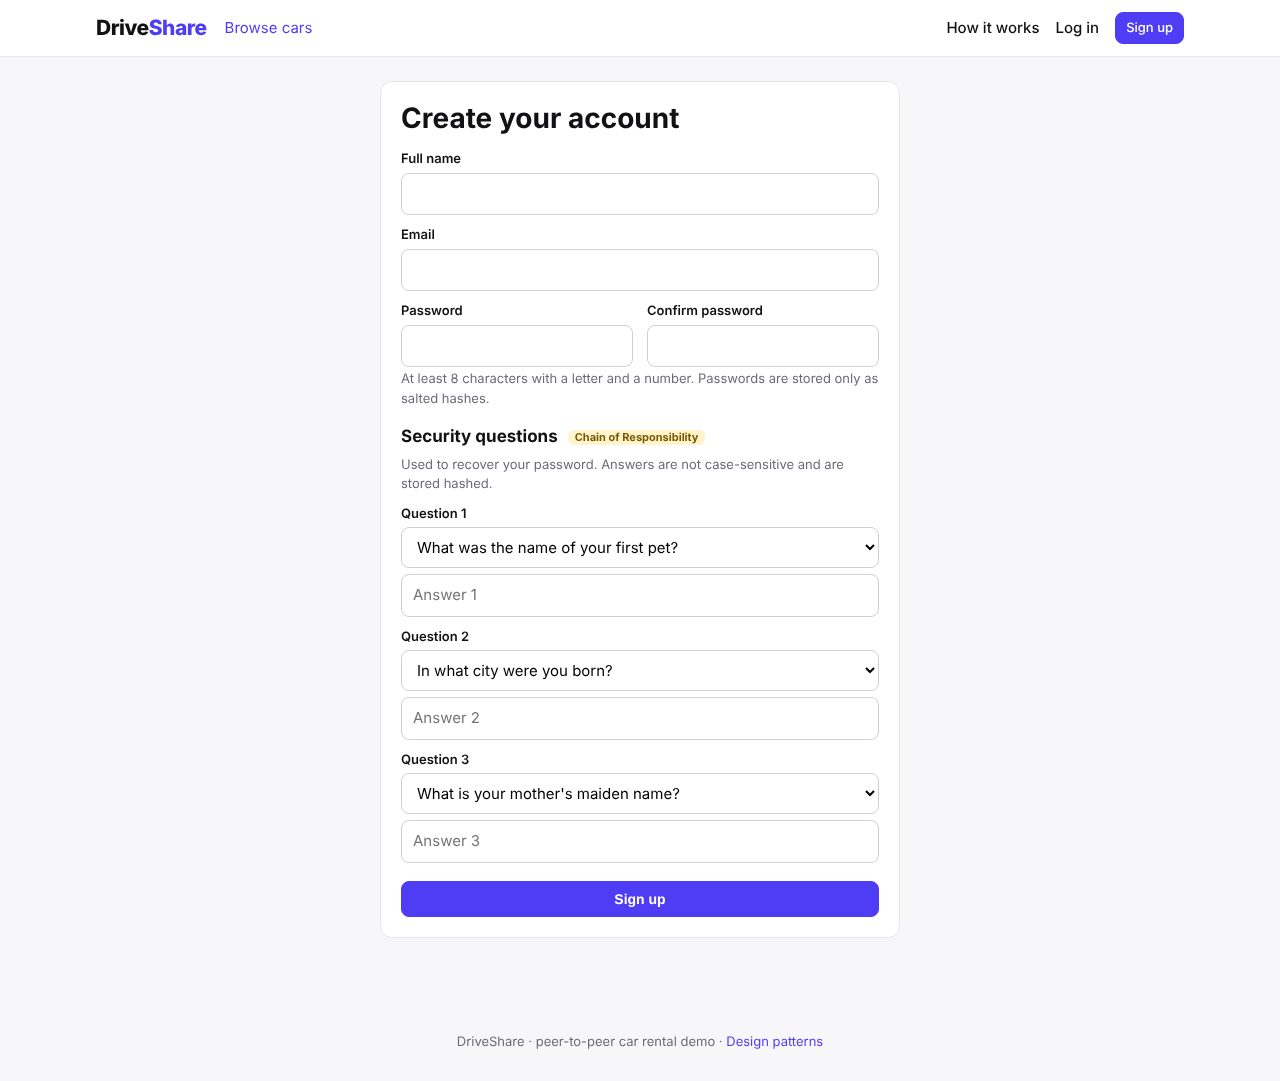 DriveShare Browse cars How it works Log in Sign up
Create your account
Full name
Email
Password Confirm password
At least 8 characters with a letter and a number. Passwords are stored only as
salted hashes.
Security questions Chain of Responsibility
Used to recover your password. Answers are not case-sensitive and are
stored hashed.
Question 1
What was the name of your first pet?
Answer 1
Question 2
In what city were you born?
Answer 2
Question 3
What is your mother's maiden name?
Answer 3
Sign up
DriveShare · peer-to-peer car rental demo · Design patterns